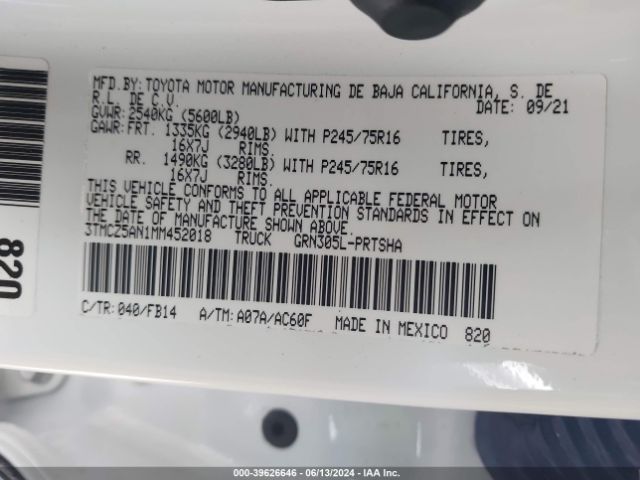 MFD.BY:TOYOTA MOTOR MANUFACTURING DE BAJA CALIFORNIA, S. DE
R.L. DE C.V. DATE: 09/21
GVWR:2540KG (5600LB)
GAWR:FRT. 1335KG (2940LB) WITH P245/75R16 TIRES,
16X7J RIMS.
RR. 1490KG (3280LB) WITH P245/75R16 TIRES,
16X7J RIMS.
THIS VEHICLE CONFORMS TO ALL APPLICABLE FEDERAL MOTOR
VEHICLE SAFETY AND THEFT PREVENTION STANDARDS IN EFFECT ON
THE DATE OF MANUFACTURE SHOWN ABOVE.
3TMCZ5AN1MM452018 TRUCK GRN305L-PRTSHA
C/TR:040/FB14 A/TM:A07A/AC60F MADE IN MEXICO 820
820
000-39626646 - 06/13/2024 - IAA Inc.